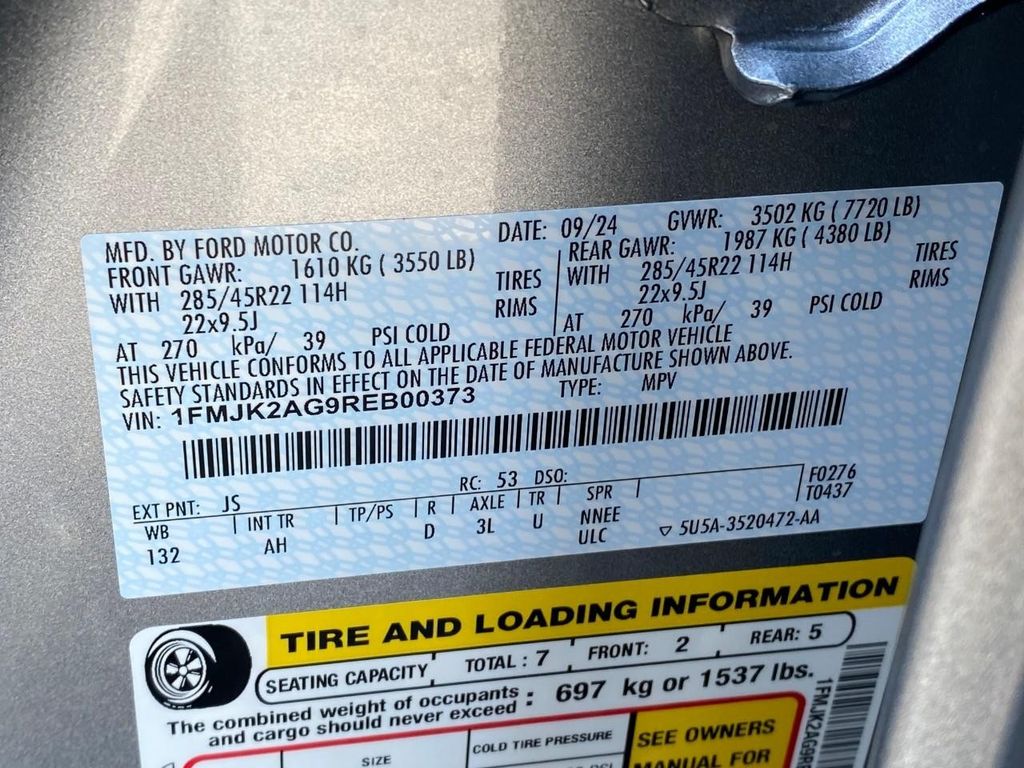 MFD. BY FORD MOTOR CO. DATE: 09/24 GVWR: 3502 KG ( 7720 LB)
FRONT GAWR: 1610 KG ( 3550 LB) REAR GAWR: 1987 KG ( 4380 LB)
WITH 285/45R22 114H TIRES WITH 285/45R22 114H TIRES
22x9.5J RIMS 22x9.5J RIMS
AT 270 kPa/ 39 PSI COLD AT 270 kPa/ 39 PSI COLD
THIS VEHICLE CONFORMS TO ALL APPLICABLE FEDERAL MOTOR VEHICLE
SAFETY STANDARDS IN EFFECT ON THE DATE OF MANUFACTURE SHOWN ABOVE.
VIN: 1FMJK2AG9REB00373 TYPE: MPV
EXT PNT: JS RC: 53 DSO: F0276
WB INT TR TP/PS R AXLE TR SPR T0437
132 AH D 3L U NNEE
ULC 5U5A-3520472-AA
TIRE AND LOADING INFORMATION
SEATING CAPACITY TOTAL : 7 FRONT: 2 REAR: 5
The combined weight of occupants
and cargo should never exceed : 697 kg or 1537 lbs.
SIZE COLD TIRE PRESSURE SEE OWNERS
MANUAL FOR